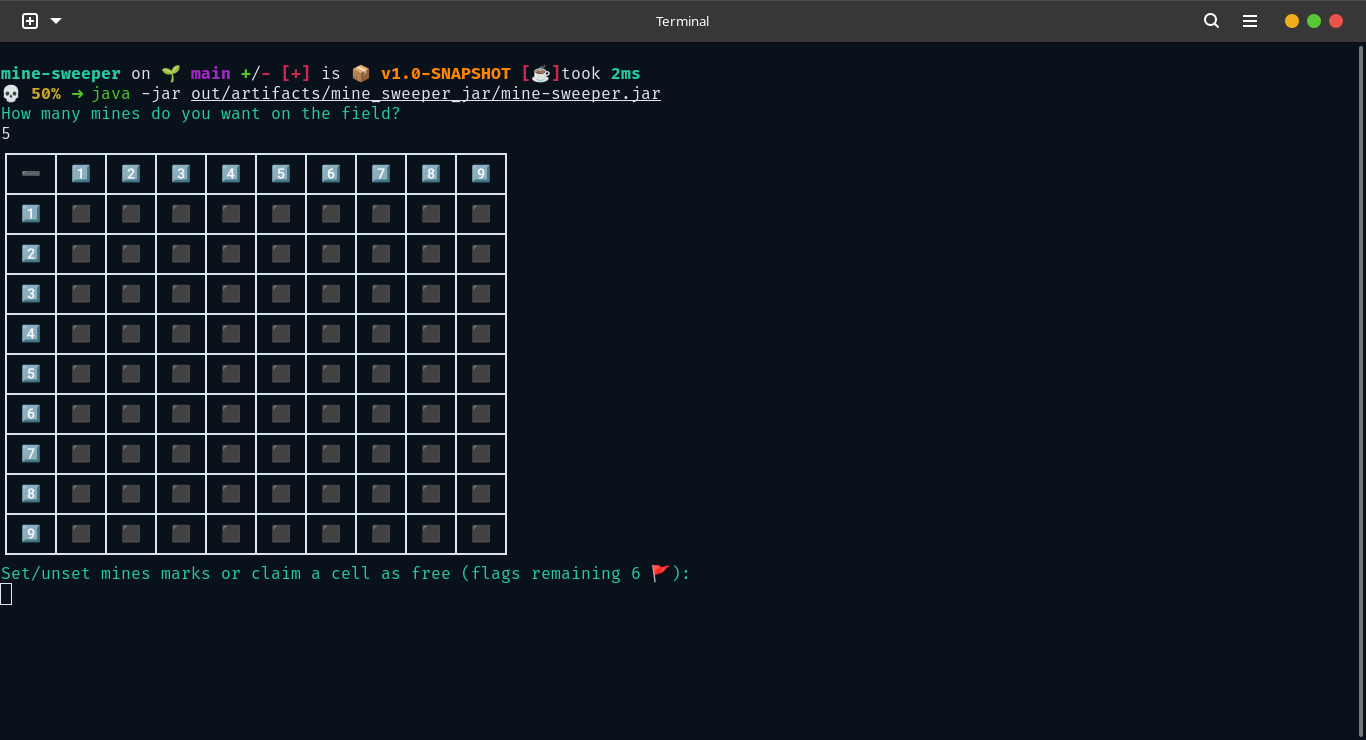 Terminal
mine-sweeper on 🌱 main +/- [+] is 📦 v1.0-SNAPSHOT [☕]took 2ms
💀 50% ➜ java -jar out/artifacts/mine_sweeper_jar/mine-sweeper.jar
How many mines do you want on the field?
5
➖ 1️⃣ 2️⃣ 3️⃣ 4️⃣ 5️⃣ 6️⃣ 7️⃣ 8️⃣ 9️⃣
1️⃣ ⬛ ⬛ ⬛ ⬛ ⬛ ⬛ ⬛ ⬛ ⬛
2️⃣ ⬛ ⬛ ⬛ ⬛ ⬛ ⬛ ⬛ ⬛ ⬛
3️⃣ ⬛ ⬛ ⬛ ⬛ ⬛ ⬛ ⬛ ⬛ ⬛
4️⃣ ⬛ ⬛ ⬛ ⬛ ⬛ ⬛ ⬛ ⬛ ⬛
5️⃣ ⬛ ⬛ ⬛ ⬛ ⬛ ⬛ ⬛ ⬛ ⬛
6️⃣ ⬛ ⬛ ⬛ ⬛ ⬛ ⬛ ⬛ ⬛ ⬛
7️⃣ ⬛ ⬛ ⬛ ⬛ ⬛ ⬛ ⬛ ⬛ ⬛
8️⃣ ⬛ ⬛ ⬛ ⬛ ⬛ ⬛ ⬛ ⬛ ⬛
9️⃣ ⬛ ⬛ ⬛ ⬛ ⬛ ⬛ ⬛ ⬛ ⬛
Set/unset mines marks or claim a cell as free (flags remaining 6 🚩):